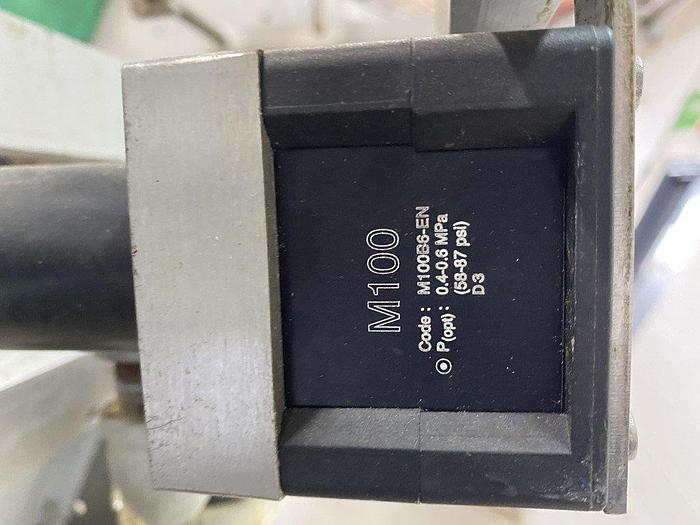 M100
Code : M100B6-EN
P(opt) : 0.4-0.6 MPa
(58-87 psi)
D3